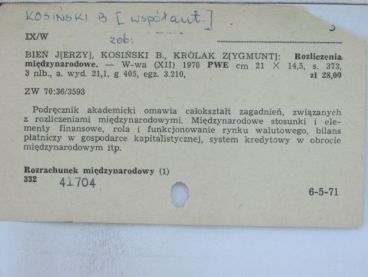 KOSIŃSKI B [współaut.]
IX/W zob:
BIEŃ J[ERZY], KOSIŃSKI B., KRÓLAK Z[YGMUNT]: Rozliczenia
międzynarodowe. — W-wa (XII) 1970 PWE cm 21 × 14,5, s. 373,
3 nlb., a. wyd. 21,1, g 405, egz. 3.210, zł 28,00
ZW 70:36/3593
Podręcznik akademicki omawia całokształt zagadnień, związanych
z rozliczeniami międzynarodowymi. Międzynarodowe stosunki i ele-
menty finansowe, rola i funkcjonowanie rynku walutowego, bilans
płatniczy w gospodarce kapitalistycznej, system kredytowy w obrocie
międzynarodowym itp.
Rozrachunek międzynarodowy (1)
332 41704
6-5-71